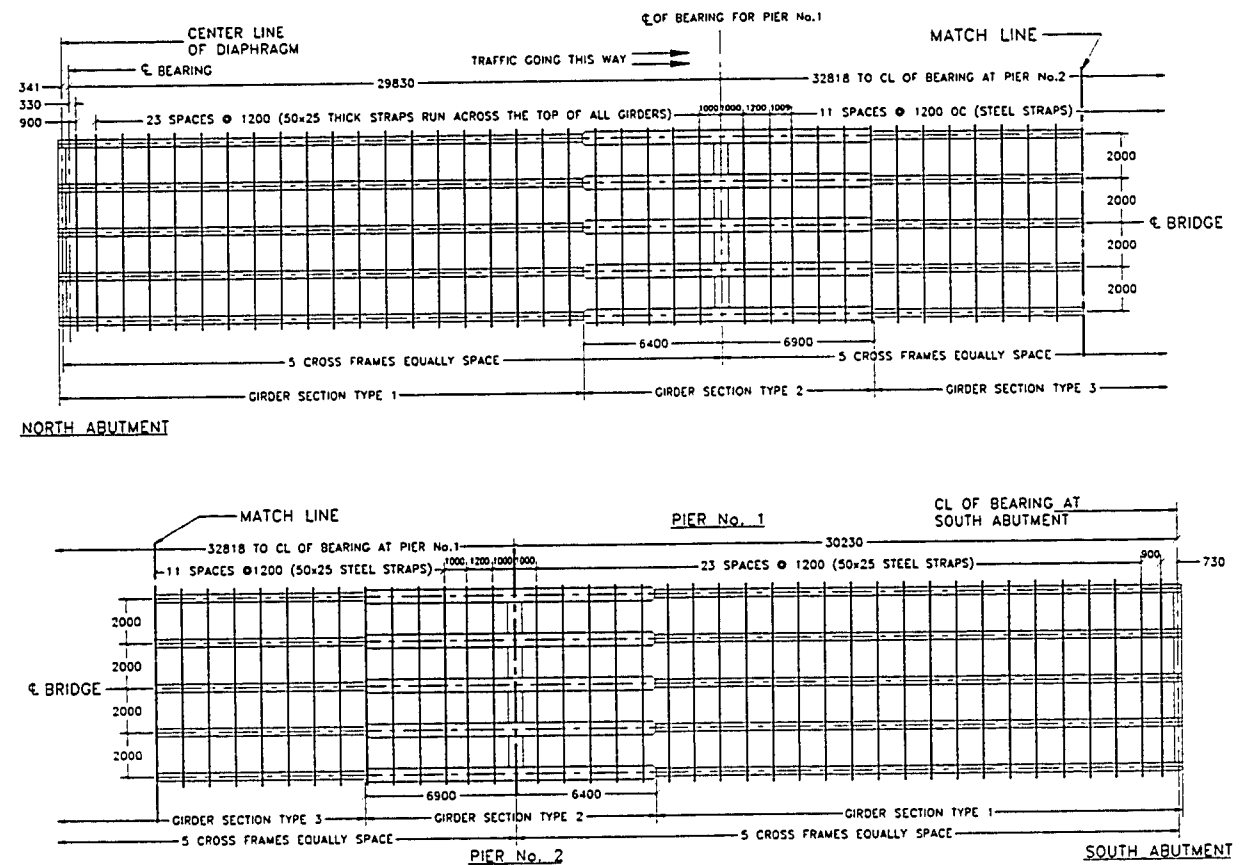 ℄ OF BEARING FOR PIER No.1
CENTER LINE
OF DIAPHRAGM
MATCH LINE
℄ BEARING
TRAFFIC GOING THIS WAY
341
29830
32818 TO CL OF BEARING AT PIER No.2
330
900
23 SPACES @ 1200 (50x25 THICK STRAPS RUN ACROSS THE TOP OF ALL GIRDERS)
1000 1000 1200 1009
11 SPACES @ 1200 OC (STEEL STRAPS)
2000
2000
℄ BRIDGE
2000
2000
6400
6900
5 CROSS FRAMES EQUALLY SPACE
5 CROSS FRAMES EQUALLY SPACE
GIRDER SECTION TYPE 1
GIRDER SECTION TYPE 2
GIRDER SECTION TYPE 3
NORTH ABUTMENT
MATCH LINE
PIER No. 1
CL OF BEARING AT
SOUTH ABUTMENT
32818 TO CL OF BEARING AT PIER No.1
30230
11 SPACES @1200 (50x25 STEEL STRAPS)
1000 1200 1000 1000
23 SPACES @ 1200 (50x25 STEEL STRAPS)
900
730
2000
2000
℄ BRIDGE
2000
2000
6900
6400
GIRDER SECTION TYPE 3
GIRDER SECTION TYPE 2
GIRDER SECTION TYPE 1
5 CROSS FRAMES EQUALLY SPACE
5 CROSS FRAMES EQUALLY SPACE
PIER No. 2
SOUTH ABUTMENT